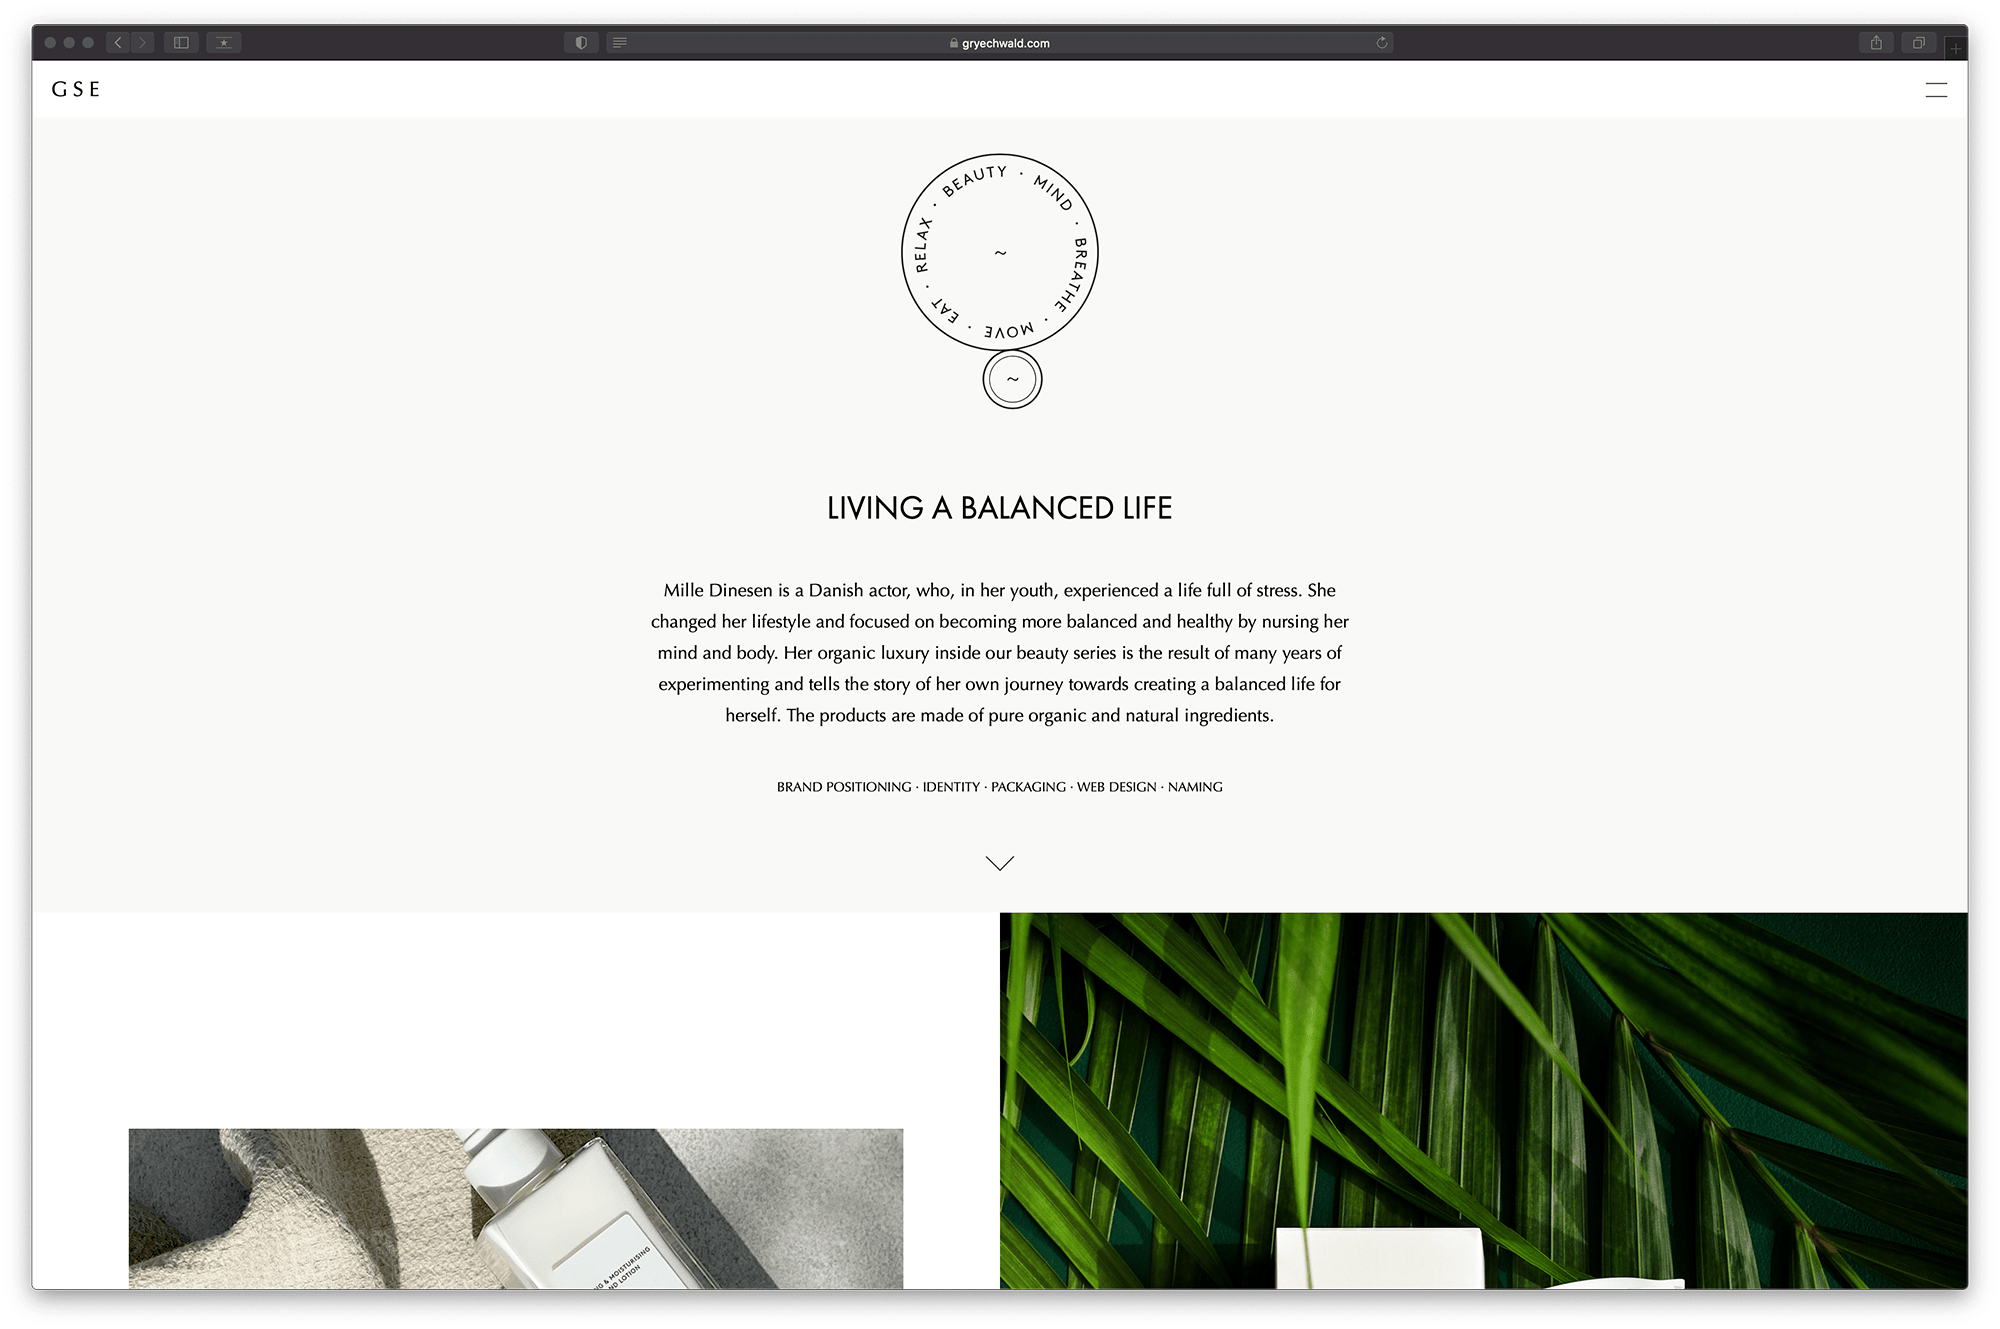 gryechwald.com
GSE
BEAUTY · MIND · BREATHE · MOVE · EAT · RELAX ·
~
~
LIVING A BALANCED LIFE
Mille Dinesen is a Danish actor, who, in her youth, experienced a life full of stress. She
changed her lifestyle and focused on becoming more balanced and healthy by nursing her
mind and body. Her organic luxury inside our beauty series is the result of many years of
experimenting and tells the story of her own journey towards creating a balanced life for
herself. The products are made of pure organic and natural ingredients.
BRAND POSITIONING · IDENTITY · PACKAGING · WEB DESIGN · NAMING
& MOISTURISING
LOTION